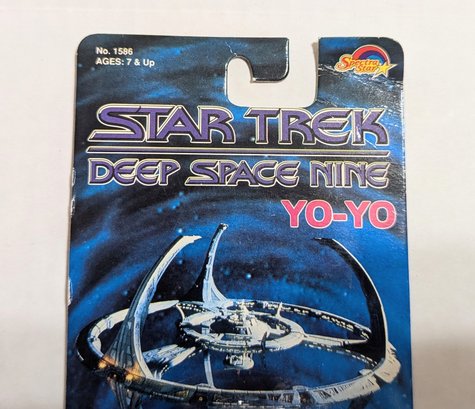 No. 1586
AGES: 7 & Up
Spectra
Star
STAR TREK
DEEP SPACE NINE
YO-YO